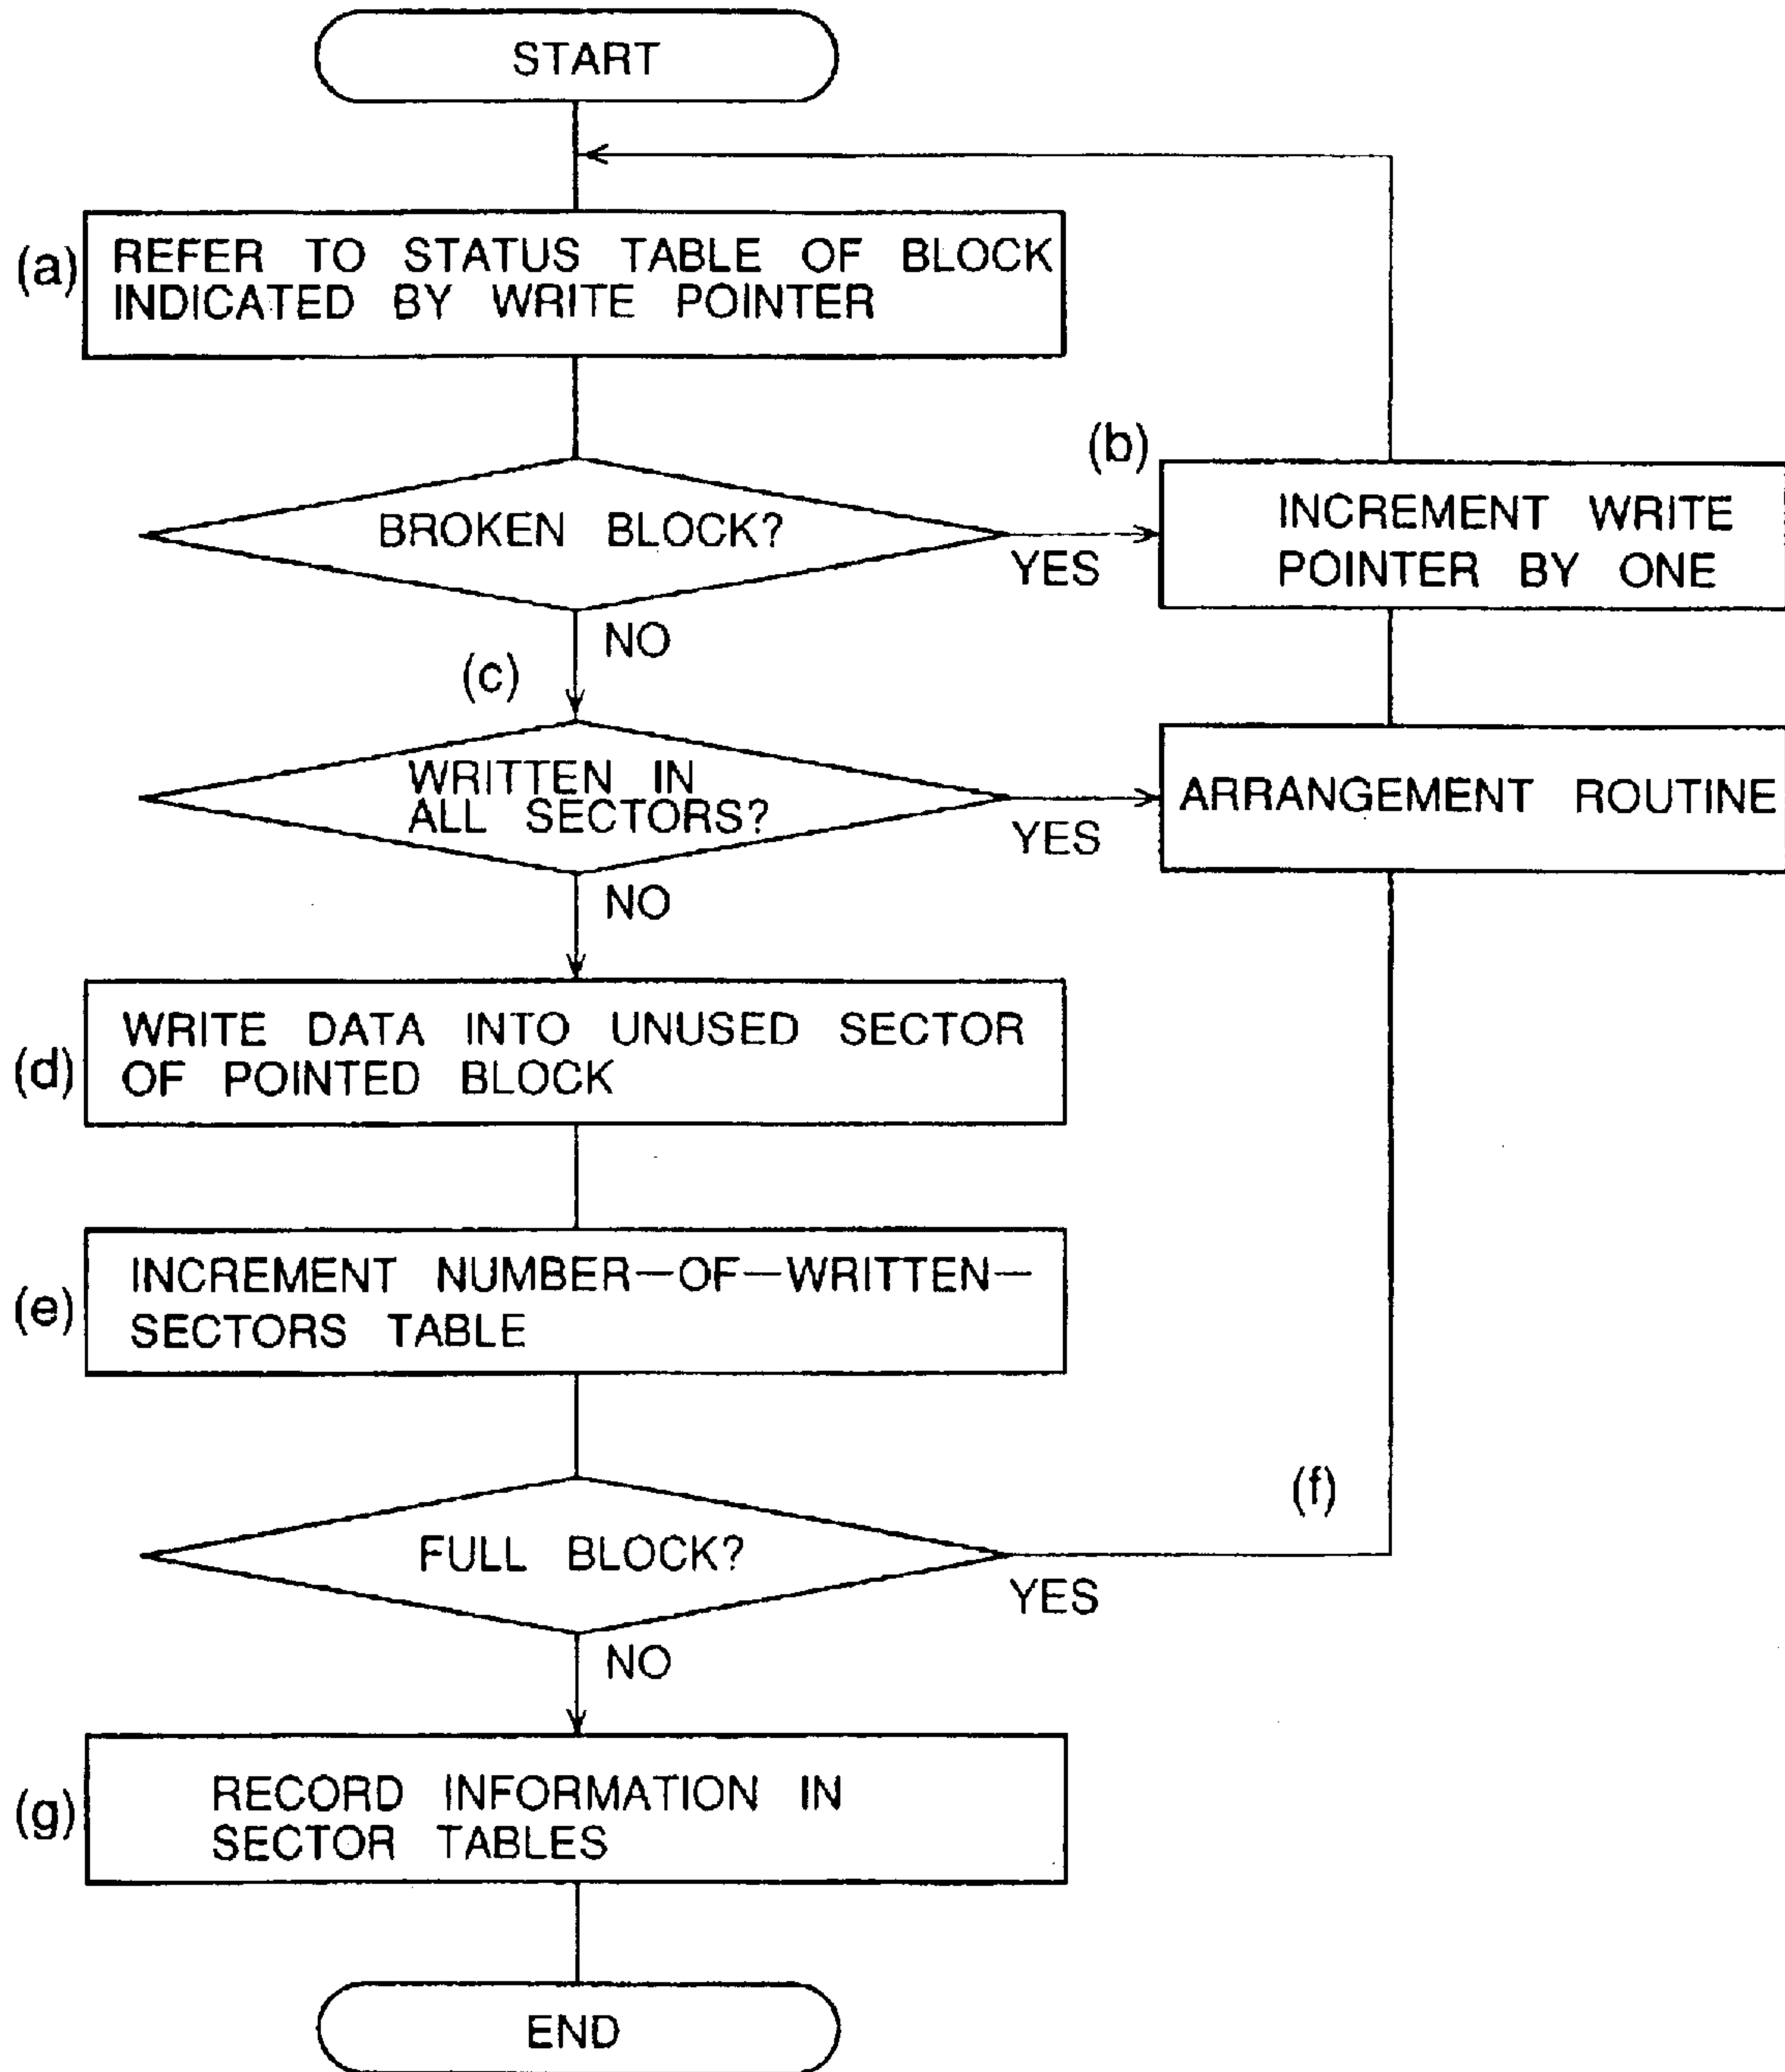 START
(a)
REFER TO STATUS TABLE OF BLOCK
INDICATED BY WRITE POINTER
BROKEN BLOCK?
YES
(b)
INCREMENT WRITE
POINTER BY ONE
NO
(c)
WRITTEN IN
ALL SECTORS?
YES
ARRANGEMENT ROUTINE
NO
(d)
WRITE DATA INTO UNUSED SECTOR
OF POINTED BLOCK
(e)
INCREMENT NUMBER—OF—WRITTEN—
SECTORS TABLE
FULL BLOCK?
YES
(f)
NO
(g)
RECORD INFORMATION IN
SECTOR TABLES
END